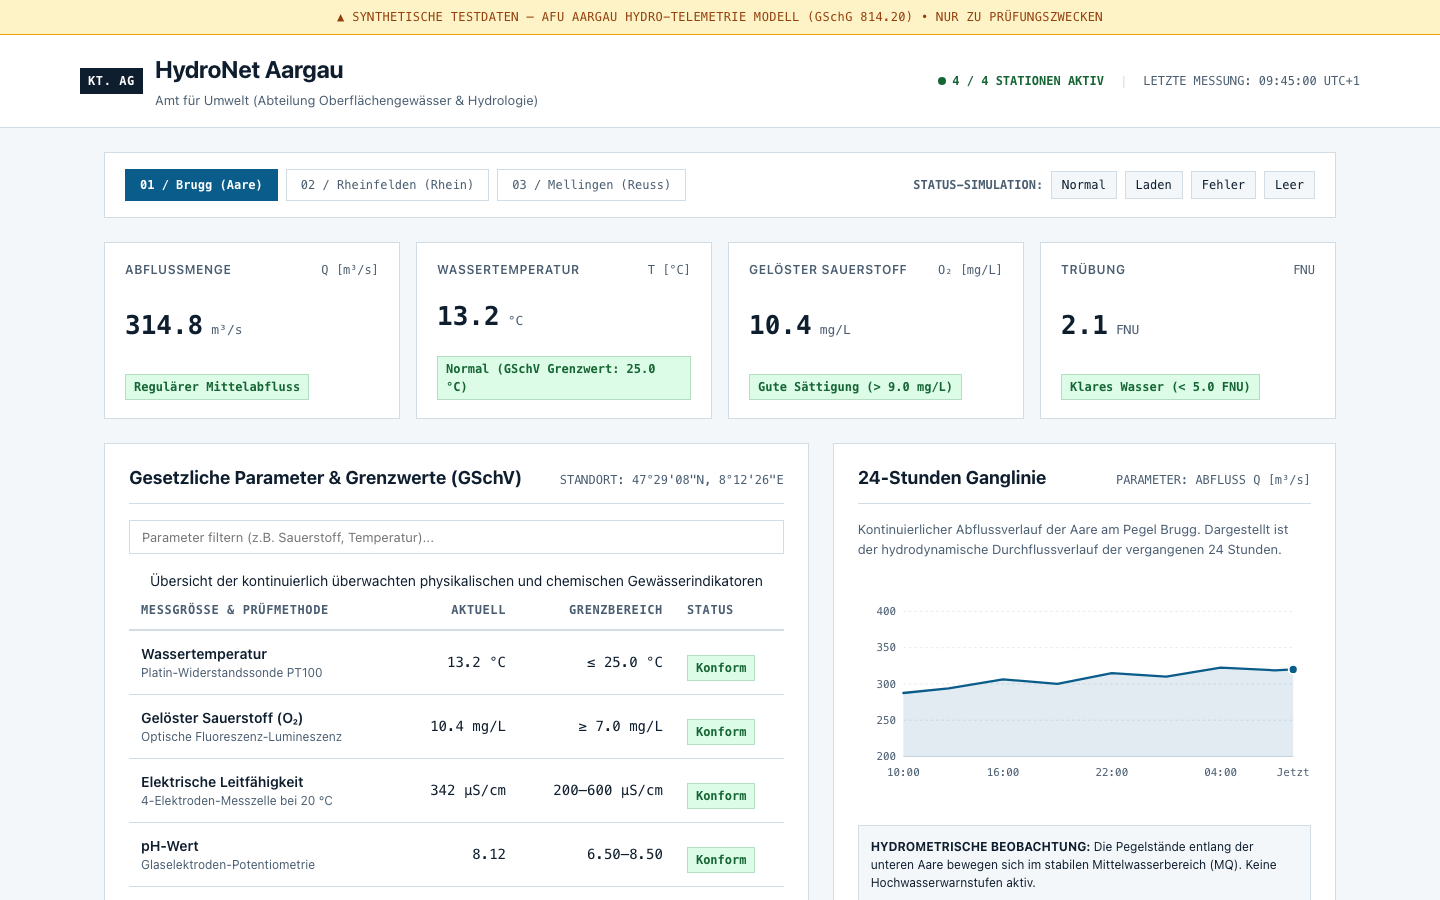 ▲ SYNTHETISCHE TESTDATEN — AFU AARGAU HYDRO-TELEMETRIE MODELL (GSchG 814.20) • NUR ZU PRÜFUNGSZWECKEN
KT. AG
HydroNet Aargau
Amt für Umwelt (Abteilung Oberflächengewässer & Hydrologie)
4 / 4 STATIONEN AKTIV | LETZTE MESSUNG: 09:45:00 UTC+1
01 / Brugg (Aare)
02 / Rheinfelden (Rhein)
03 / Mellingen (Reuss)
STATUS-SIMULATION:
Normal
Laden
Fehler
Leer
ABFLUSSMENGE Q [m³/s]
314.8 m³/s
Regulärer Mittelabfluss
WASSERTEMPERATUR T [°C]
13.2 °C
Normal (GSchV Grenzwert: 25.0
°C)
GELÖSTER SAUERSTOFF O₂ [mg/L]
10.4 mg/L
Gute Sättigung (> 9.0 mg/L)
TRÜBUNG FNU
2.1 FNU
Klares Wasser (< 5.0 FNU)
Gesetzliche Parameter & Grenzwerte (GSchV)
STANDORT: 47°29'08"N, 8°12'26"E
Parameter filtern (z.B. Sauerstoff, Temperatur)...
Übersicht der kontinuierlich überwachten physikalischen und chemischen Gewässerindikatoren
MESSGRÖSSE & PRÜFMETHODE AKTUELL GRENZBEREICH STATUS
Wassertemperatur
Platin-Widerstandssonde PT100
13.2 °C ≤ 25.0 °C Konform
Gelöster Sauerstoff (O₂)
Optische Fluoreszenz-Lumineszenz
10.4 mg/L ≥ 7.0 mg/L Konform
Elektrische Leitfähigkeit
4-Elektroden-Messzelle bei 20 °C
342 µS/cm 200–600 µS/cm Konform
pH-Wert
Glaselektroden-Potentiometrie
8.12 6.50–8.50 Konform
24-Stunden Ganglinie
PARAMETER: ABFLUSS Q [m³/s]
Kontinuierlicher Abflussverlauf der Aare am Pegel Brugg. Dargestellt ist
der hydrodynamische Durchflussverlauf der vergangenen 24 Stunden.
400
350
300
250
200
10:00 16:00 22:00 04:00 Jetzt
HYDROMETRISCHE BEOBACHTUNG: Die Pegelstände entlang der
unteren Aare bewegen sich im stabilen Mittelwasserbereich (MQ). Keine
Hochwasserwarnstufen aktiv.